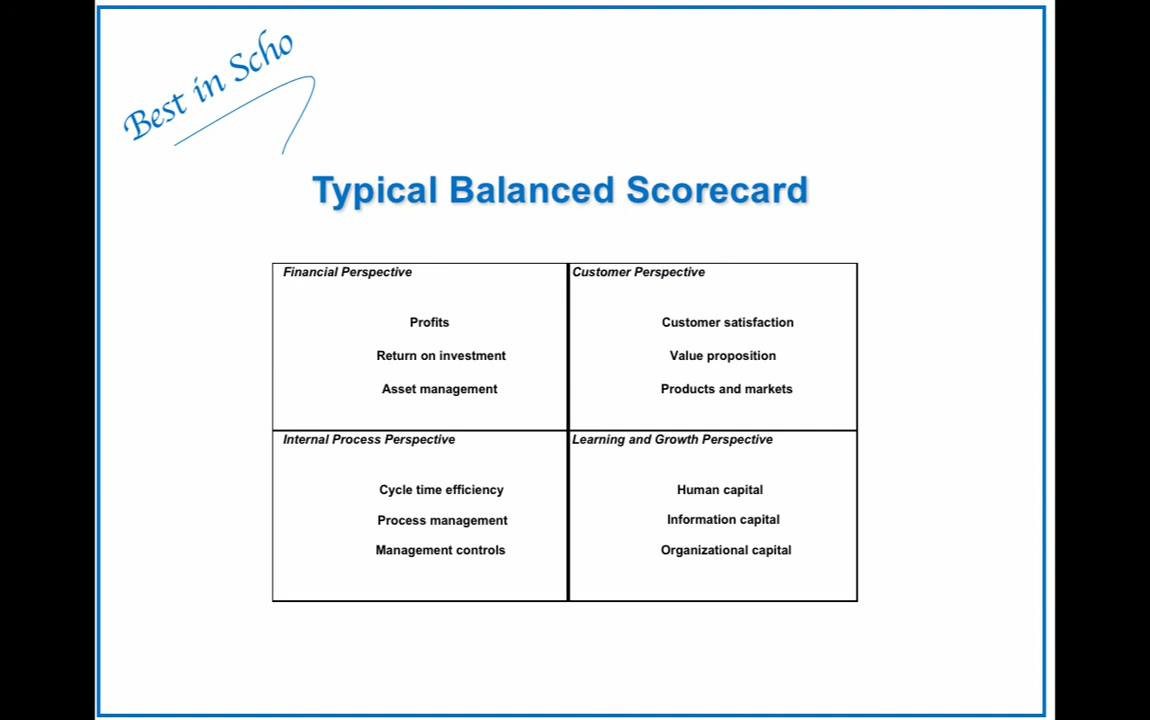 Best in Scho
Typical Balanced Scorecard
Financial Perspective
Profits
Return on investment
Asset management
Customer Perspective
Customer satisfaction
Value proposition
Products and markets
Internal Process Perspective
Cycle time efficiency
Process management
Management controls
Learning and Growth Perspective
Human capital
Information capital
Organizational capital